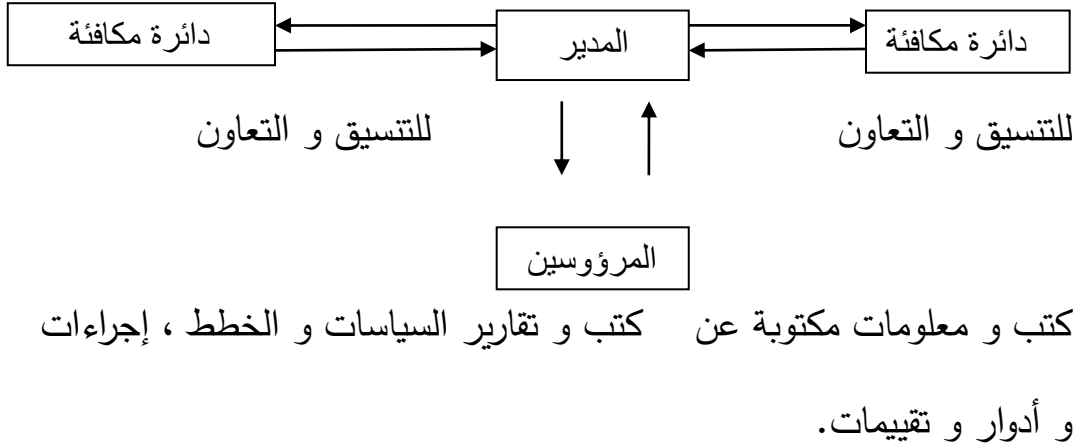 دائرة مكافئة
المدير
دائرة مكافئة
للتنسيق و التعاون
للتنسيق و التعاون
المرؤوسين
كتب و معلومات مكتوبة عن كتب و تقارير السياسات و الخطط ، إجراءات
و أدوار و تقييمات.